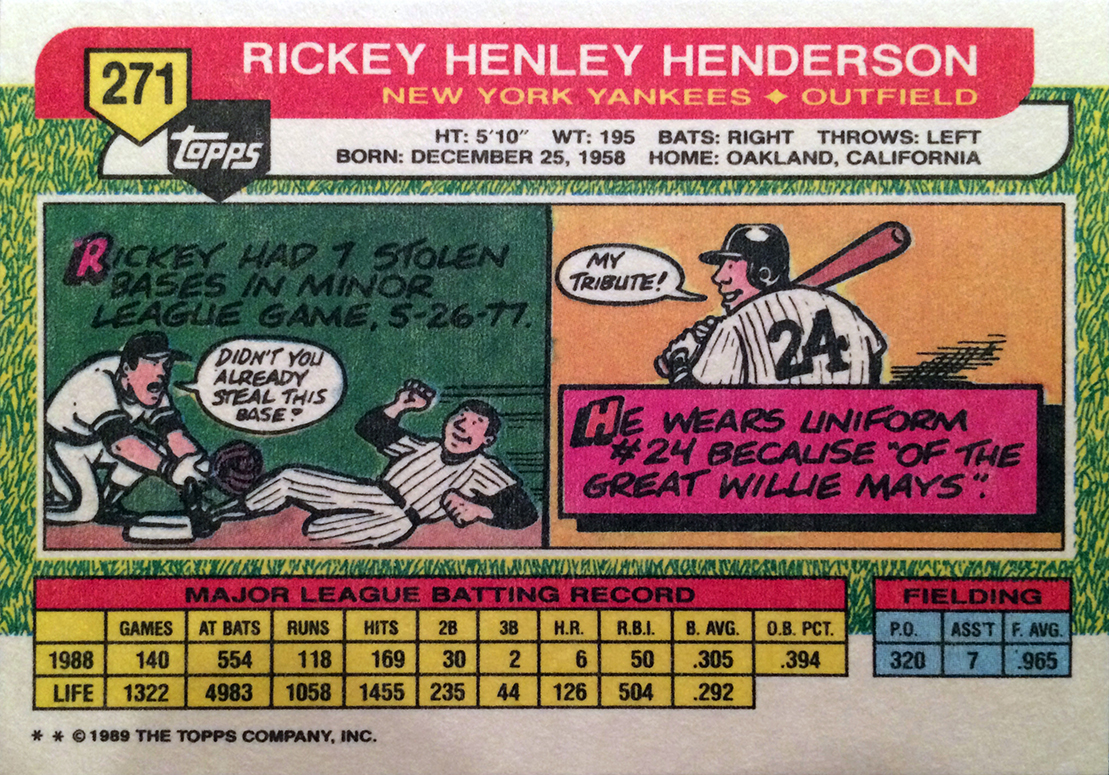 271
RICKEY HENLEY HENDERSON
NEW YORK YANKEES ♦ OUTFIELD
topps
HT: 5'10" WT: 195 BATS: RIGHT THROWS: LEFT
BORN: DECEMBER 25, 1958 HOME: OAKLAND, CALIFORNIA
RICKEY HAD 7 STOLEN
BASES IN MINOR
LEAGUE GAME, 5-26-77.
DIDN'T YOU
ALREADY
STEAL THIS
BASE?
MY
TRIBUTE!
24
HE WEARS UNIFORM
#24 BECAUSE "OF THE
GREAT WILLIE MAYS".
MAJOR LEAGUE BATTING RECORD
GAMES AT BATS RUNS HITS 2B 3B H.R. R.B.I. B. AVG. O.B. PCT.
1988 140 554 118 169 30 2 6 50 .305 .394
LIFE 1322 4983 1058 1455 235 44 126 504 .292
FIELDING
P.O. ASS'T F. AVG.
320 7 .965
* * © 1989 THE TOPPS COMPANY, INC.